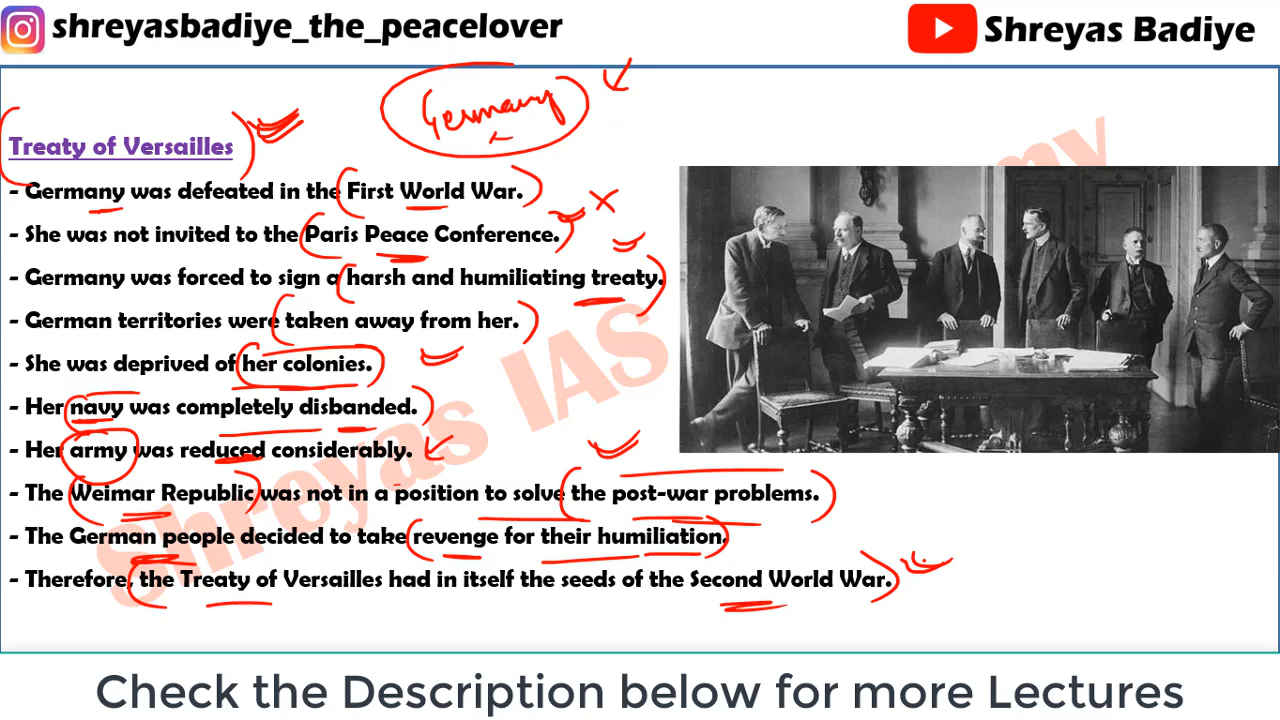 shreyasbadiye_the_peacelover
Shreyas Badiye
Germany
Treaty of Versailles
- Germany was defeated in the First World War.
- She was not invited to the Paris Peace Conference.
- Germany was forced to sign a harsh and humiliating treaty.
- German territories were taken away from her.
- She was deprived of her colonies.
- Her navy was completely disbanded.
- Her army was reduced considerably.
- The Weimar Republic was not in a position to solve the post-war problems.
- The German people decided to take revenge for their humiliation.
- Therefore, the Treaty of Versailles had in itself the seeds of the Second World War.
Shreyas IAS
Check the Description below for more Lectures